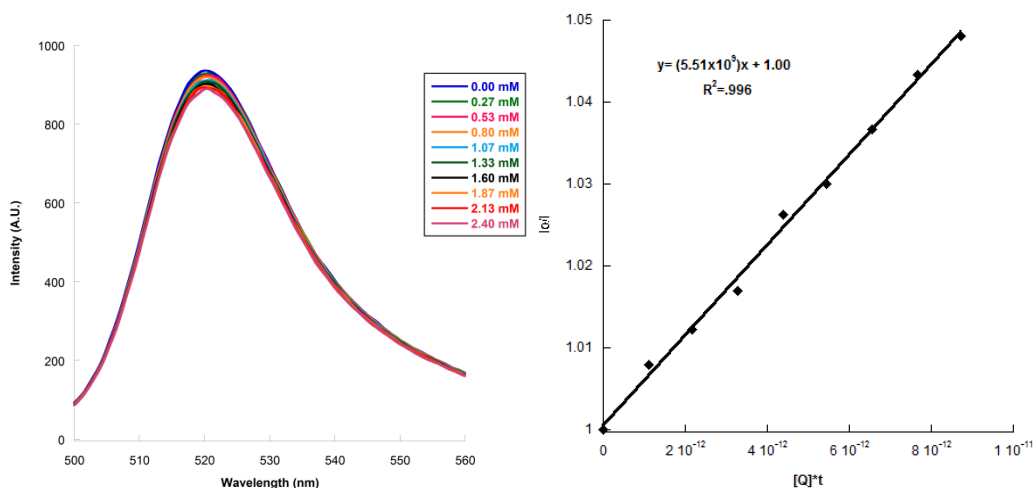 1000
800
600
400
200
0
500 510 520 530 540 550 560
Intensity (A.U.)
Wavelength (nm)
0.00 mM
0.27 mM
0.53 mM
0.80 mM
1.07 mM
1.33 mM
1.60 mM
1.87 mM
2.13 mM
2.40 mM
1.05
1.04
1.03
1.02
1.01
1
Io/I
y= (5.51x10⁹)x + 1.00
R²=.996
0 2 10⁻¹² 4 10⁻¹² 6 10⁻¹² 8 10⁻¹² 1 10⁻¹¹
[Q]*t